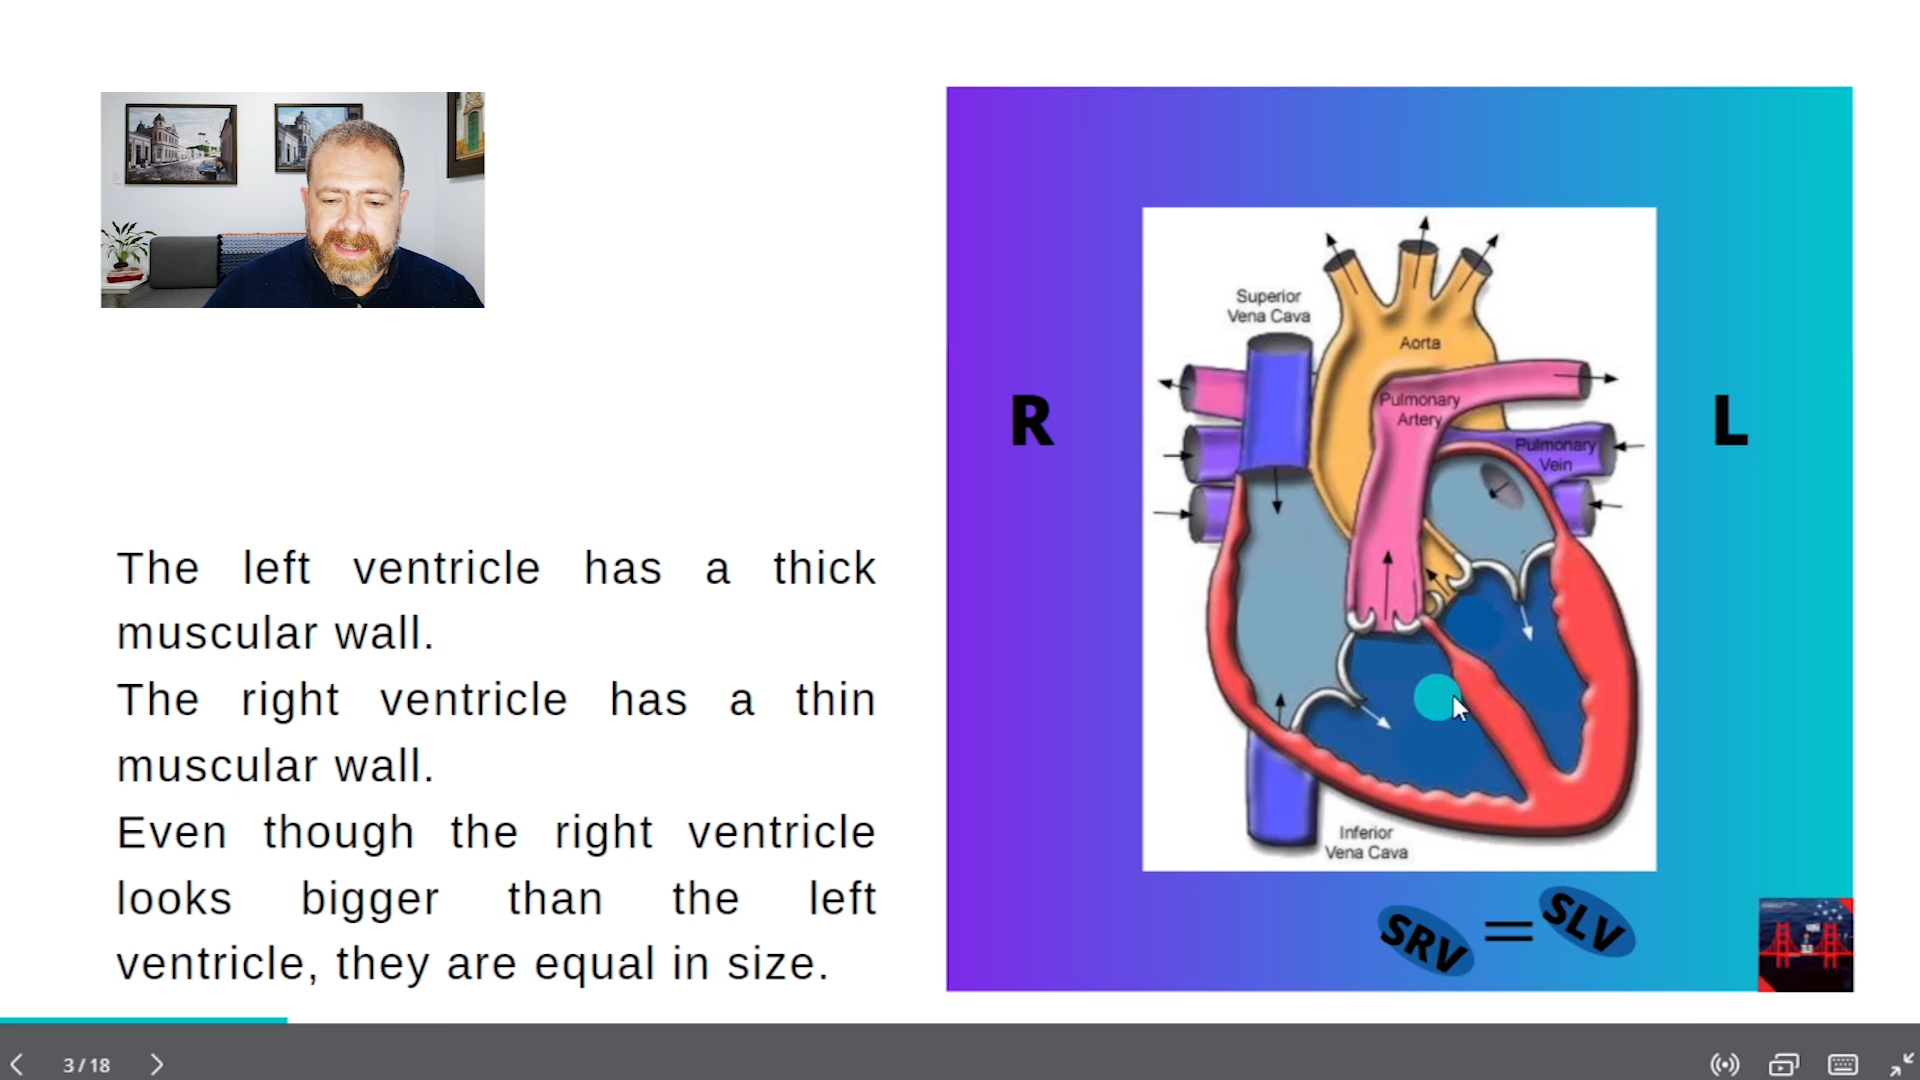 The left ventricle has a thick
muscular wall.
The right ventricle has a thin
muscular wall.
Even though the right ventricle
looks bigger than the left
ventricle, they are equal in size.
R
L
Superior
Vena Cava
Aorta
Pulmonary
Artery
Pulmonary
Vein
Inferior
Vena Cava
SRV = SLV
3 / 18